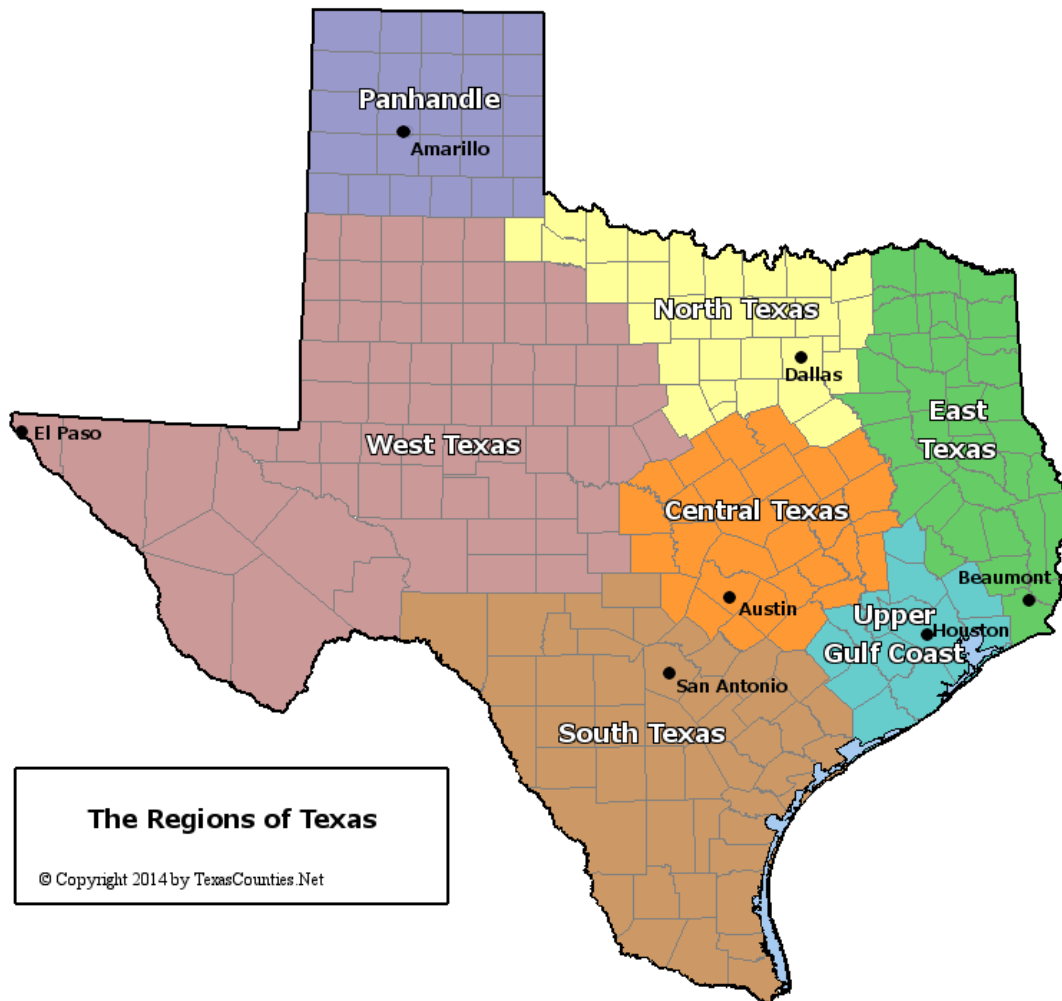 Panhandle
Amarillo
North Texas
Dallas
East
Texas
El Paso
West Texas
Central Texas
Beaumont
Austin
Upper
Gulf Coast
Houston
San Antonio
South Texas
The Regions of Texas
© Copyright 2014 by TexasCounties.Net